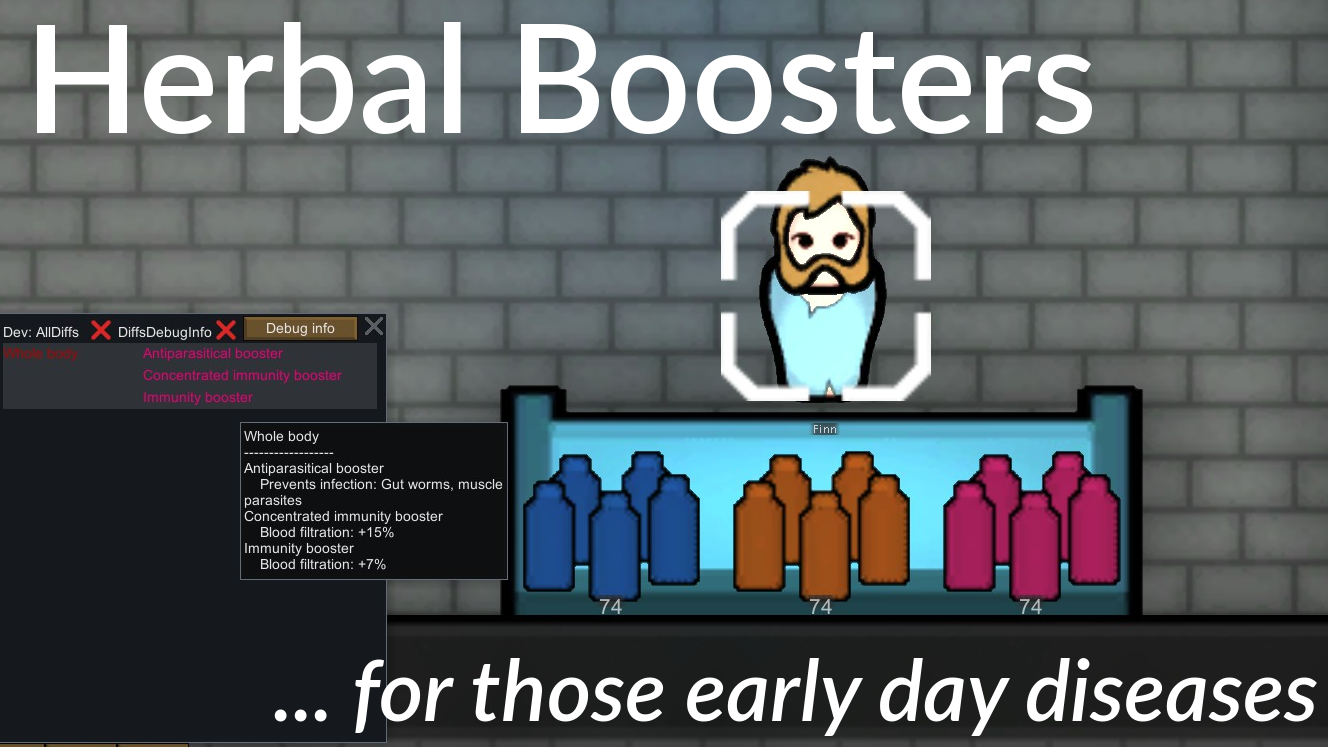 Herbal Boosters
Dev: AllDiffs DiffsDebugInfo Debug info
Whole body Antiparasitical booster
Concentrated immunity booster
Immunity booster
Whole body
------------------
Antiparasitical booster
Prevents infection: Gut worms, muscle
parasites
Concentrated immunity booster
Blood filtration: +15%
Immunity booster
Blood filtration: +7%
Finn
74 74 74
... for those early day diseases